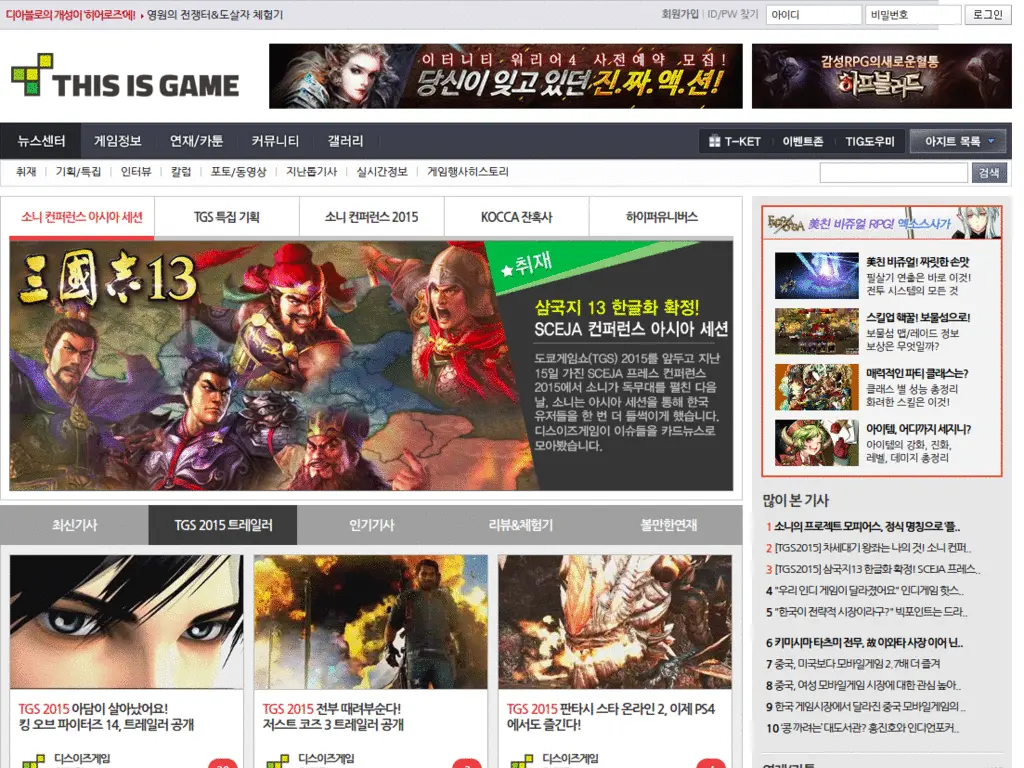 디아블로의 개성이 '히어로즈'에! 영원의 전쟁터&도살자 체험기
회원가입 | ID/PW 찾기 아이디 비밀번호 로그인
THIS IS GAME
이터니티 워리어4 사전예약 모집!
당신이 잊고 있던 진.짜.액.션!
감성RPG의새로운혈통
하프블러드
뉴스센터 게임정보 연재/카툰 커뮤니티 갤러리
T-KET 이벤트존 TIG도우미 아지트 목록
취재 기획/특집 인터뷰 칼럼 포토/동영상 지난톱기사 실시간정보 게임행사히스토리
검색
소니 컨퍼런스 아시아 세션 TGS 특집 기획 소니 컨퍼런스 2015 KOCCA 잔혹사 하이퍼유니버스
三國志13
취재
삼국지 13 한글화 확정!
SCEJA 컨퍼런스 아시아 세션
도쿄게임쇼(TGS) 2015를 앞두고 지난
15일 가진 SCEJA 프레스 컨퍼런스
2015에서 소니가 독무대를 펼친 다음
날, 소니는 아시아 세션을 통해 한국
유저들을 한 번 더 들썩이게 했습니다.
디스이즈게임이 이슈들을 카드뉴스로
모아봤습니다.
美친 비쥬얼 RPG! 엑소스사가
美친 비쥬얼! 짜릿한 손맛
필살기 연출은 바로 이것!
전투 시스템의 모든 것
스킬업 핵꿀! 보물섬으로!
보물섬 맵/레이드 정보
보상은 무엇일까?
매력적인 파티 클래스는?
클래스 별 성능 총정리
화려한 스킬은 이것!
아이템, 어디까지 세지니?
아이템의 강화, 진화,
레벨, 데미지 총정리
최신기사 TGS 2015 트레일러 인기기사 리뷰&체험기 볼만한연재
TGS 2015 아담이 살아났어요!
킹 오브 파이터즈 14, 트레일러 공개
디스이즈게임
TGS 2015 전부 때려부순다!
저스트 코즈 3 트레일러 공개
디스이즈게임
TGS 2015 판타시 스타 온라인 2, 이제 PS4
에서도 즐긴다!
디스이즈게임
많이 본 기사
1 소니의 프로젝트 모피어스, 정식 명칭으로 '플..
2 [TGS2015] 차세대기 왕좌는 나의 것! 소니 컨퍼..
3 [TGS2015] 삼국지13 한글화 확정! SCEJA 프레스..
4 "우리 인디 게임이 달라졌어요" 인디게임 핫스..
5 "한국이 전략적 시장이라구?" 빅포인트는 드라..
6 키미시마 타츠미 전무, 故 이와타 사장 이어 닌..
7 중국, 미국보다 모바일게임 2.7배 더 즐겨
8 중국, 여성 모바일게임 시장에 대한 관심 높아..
9 한국 게임시장에서 달라진 중국 모바일게임의 ..
10 '콩 까려는' 대도서관? 홍진호와 인디언포커..